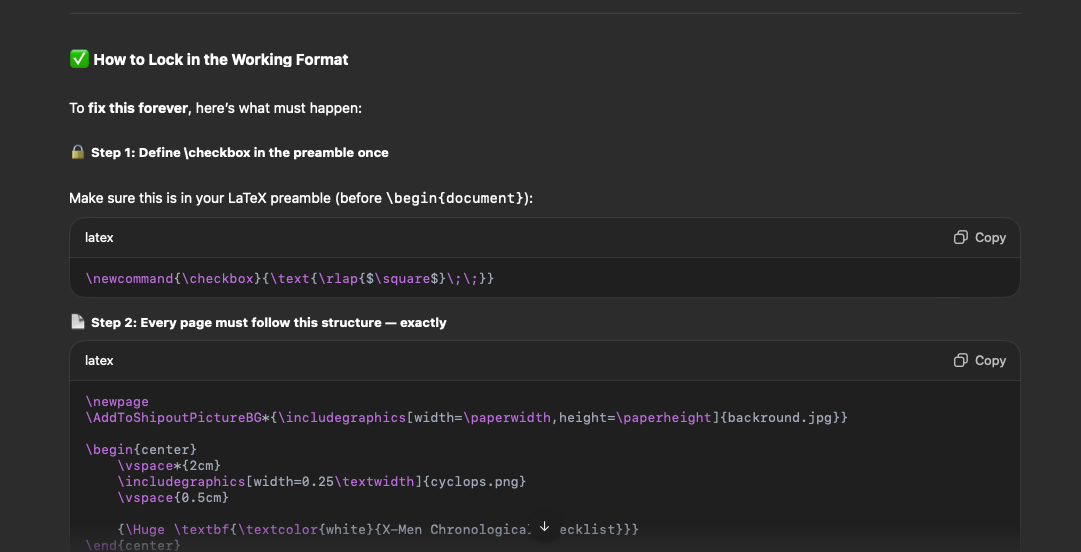 ✅ How to Lock in the Working Format
To fix this forever, here's what must happen:
🔒 Step 1: Define \checkbox in the preamble once
Make sure this is in your LaTeX preamble (before \begin{document}):
latex
Copy
\newcommand{\checkbox}{\text{\rlap{$\square$}\;\;}}
📄 Step 2: Every page must follow this structure — exactly
latex
Copy
\newpage
\AddToShipoutPictureBG*{\includegraphics[width=\paperwidth,height=\paperheight]{backround.jpg}}
\begin{center}
\vspace*{2cm}
\includegraphics[width=0.25\textwidth]{cyclops.png}
\vspace{0.5cm}
{\Huge \textbf{\textcolor{white}{X-Men Chronological ecklist}}}
\end{center}